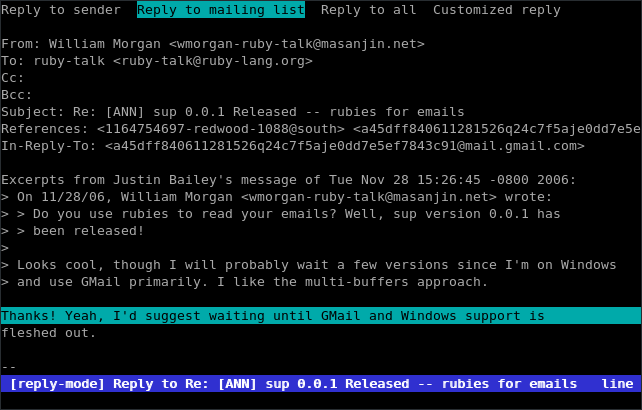 Reply to sender  Reply to mailing list  Reply to all  Customized reply
From: William Morgan <wmorgan-ruby-talk@masanjin.net>
To: ruby-talk <ruby-talk@ruby-lang.org>
Cc:
Bcc:
Subject: Re: [ANN] sup 0.0.1 Released -- rubies for emails
References: <1164754697-redwood-1088@south> <a45dff840611281526q24c7f5aje0dd7e5e
In-Reply-To: <a45dff840611281526q24c7f5aje0dd7e5ef7843c91@mail.gmail.com>
Excerpts from Justin Bailey's message of Tue Nov 28 15:26:45 -0800 2006:
> On 11/28/06, William Morgan <wmorgan-ruby-talk@masanjin.net> wrote:
> > Do you use rubies to read your emails? Well, sup version 0.0.1 has
> > been released!
>
> Looks cool, though I will probably wait a few versions since I'm on Windows
> and use GMail primarily. I like the multi-buffers approach.
Thanks! Yeah, I'd suggest waiting until GMail and Windows support is
fleshed out.
--
[reply-mode] Reply to Re: [ANN] sup 0.0.1 Released -- rubies for emails   line